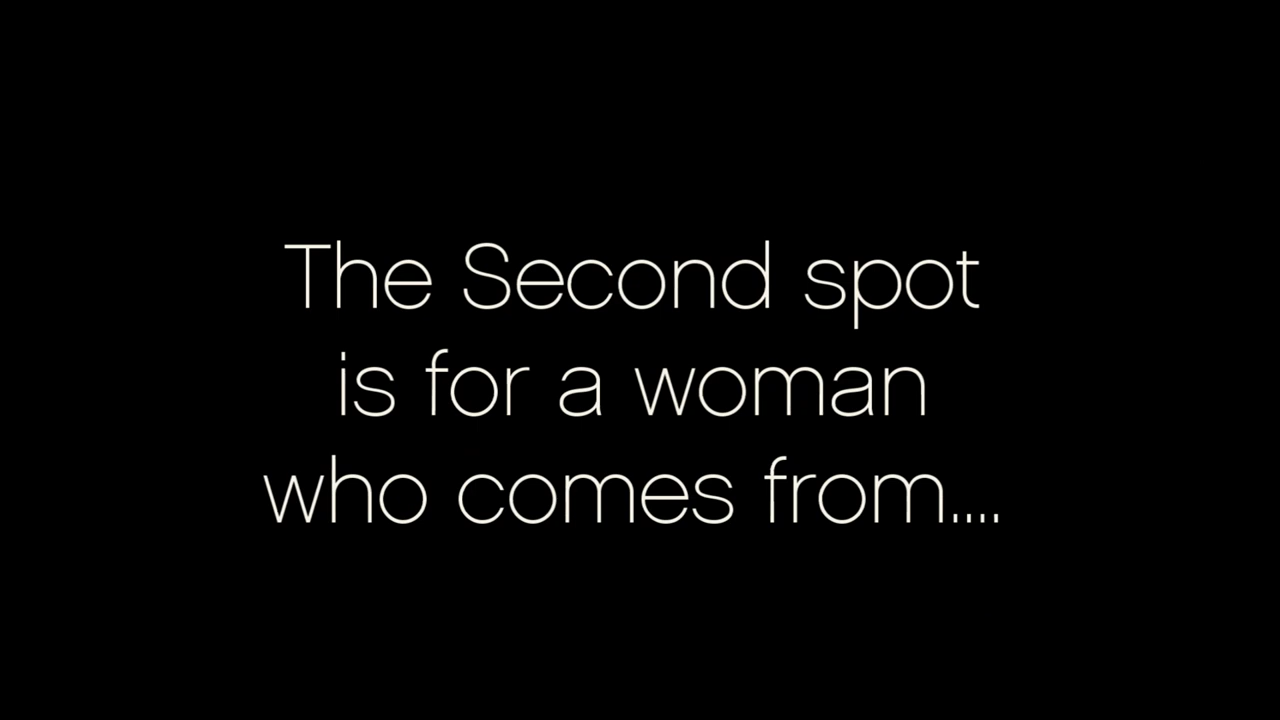 The Second spot
is for a woman
who comes from....